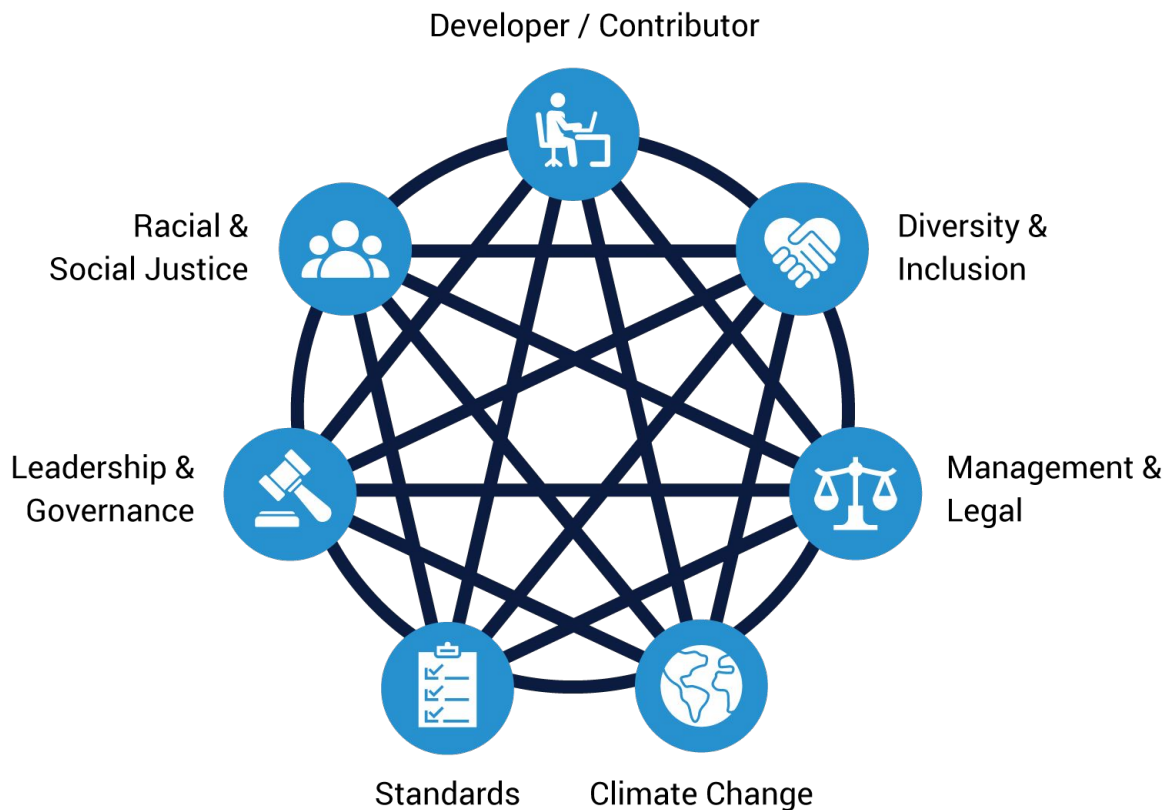 Developer / Contributor
Racial &
Social Justice
Diversity &
Inclusion
Leadership &
Governance
Management &
Legal
Standards
Climate Change